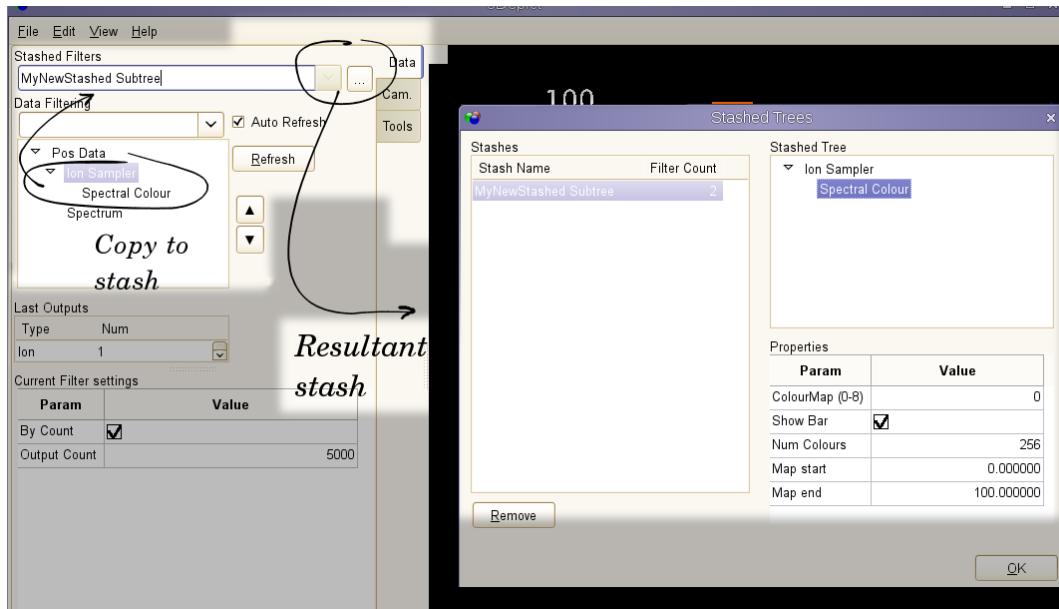 File Edit View Help
Stashed Filters
MyNewStashed Subtree
...
Data
Cam.
Tools
Data Filtering
Auto Refresh
Pos Data
Ion Sampler
Spectral Colour
Spectrum
Refresh
Copy to
stash
Last Outputs
Type Num
Ion 1
Resultant
stash
Current Filter settings
Param Value
By Count
Output Count 5000
100
Stashed Trees
Stashes
Stash Name Filter Count
MyNewStashed Subtree 2
Remove
Stashed Tree
Ion Sampler
Spectral Colour
Properties
Param Value
ColourMap (0-8) 0
Show Bar
Num Colours 256
Map start 0.000000
Map end 100.000000
OK